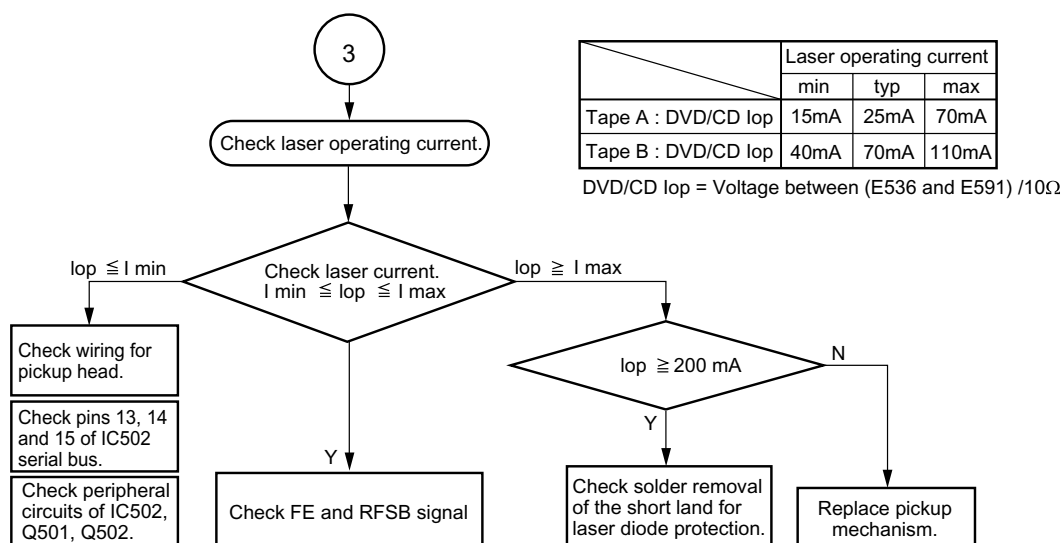 3
Check laser operating current.
Laser operating current
min typ max
Tape A : DVD/CD Iop 15mA 25mA 70mA
Tape B : DVD/CD Iop 40mA 70mA 110mA
DVD/CD Iop = Voltage between (E536 and E591) /10Ω
Iop ≦ I min
Check laser current.
I min ≦ Iop ≦ I max
Iop ≧ I max
Iop ≧ 200 mA
N
Y
Y
Check wiring for
pickup head.
Check pins 13, 14
and 15 of IC502
serial bus.
Check peripheral
circuits of IC502,
Q501, Q502.
Check FE and RFSB signal
Check solder removal
of the short land for
laser diode protection.
Replace pickup
mechanism.